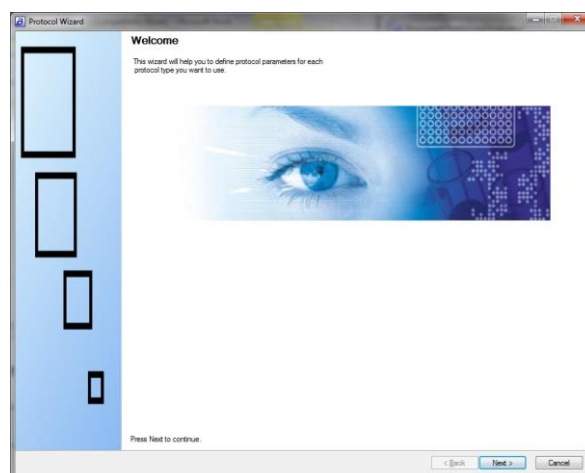 Protocol Wizard
Welcome
This wizard will help you to define protocol parameters for each
protocol type you want to use.
Press Next to continue.
< Back
Next >
Cancel